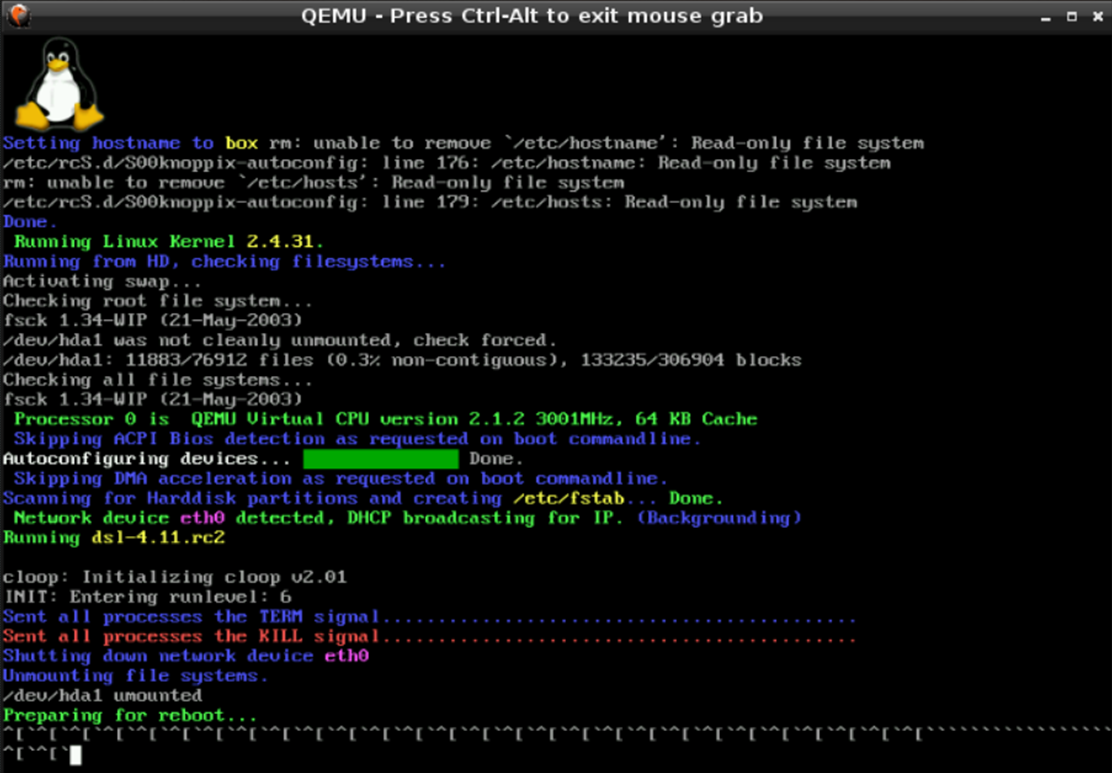 QEMU - Press Ctrl-Alt to exit mouse grab
Setting hostname to box rm: unable to remove `/etc/hostname': Read-only file system
/etc/rcS.d/S00knoppix-autoconfig: line 176: /etc/hostname: Read-only file system
rm: unable to remove `/etc/hosts': Read-only file system
/etc/rcS.d/S00knoppix-autoconfig: line 179: /etc/hosts: Read-only file system
Done.
Running Linux Kernel 2.4.31.
Running from HD, checking filesystems...
Activating swap...
Checking root file system...
fsck 1.34-WIP (21-May-2003)
/dev/hda1 was not cleanly unmounted, check forced.
/dev/hda1: 11883/76912 files (0.3% non-contiguous), 133235/306904 blocks
Checking all file systems...
fsck 1.34-WIP (21-May-2003)
Processor 0 is  QEMU Virtual CPU version 2.1.2 3001MHz, 64 KB Cache
Skipping ACPI Bios detection as requested on boot commandline.
Autoconfiguring devices... Done.
Skipping DMA acceleration as requested on boot commandline.
Scanning for Harddisk partitions and creating /etc/fstab... Done.
Network device eth0 detected, DHCP broadcasting for IP. (Backgrounding)
Running dsl-4.11.rc2
cloop: Initializing cloop v2.01
INIT: Entering runlevel: 6
Sent all processes the TERM signal...........................................
Sent all processes the KILL signal...........................................
Shutting down network device eth0
Unmounting file systems.
/dev/hda1 umounted
Preparing for reboot...
^[`^[`^[`^[`^[`^[`^[`^[`^[`^[`^[`^[`^[`^[`^[`^[`^[`^[`^[`^[`^[`^[`^[`^[`^[`^[`^[`^[`````````````````
^[`^[`